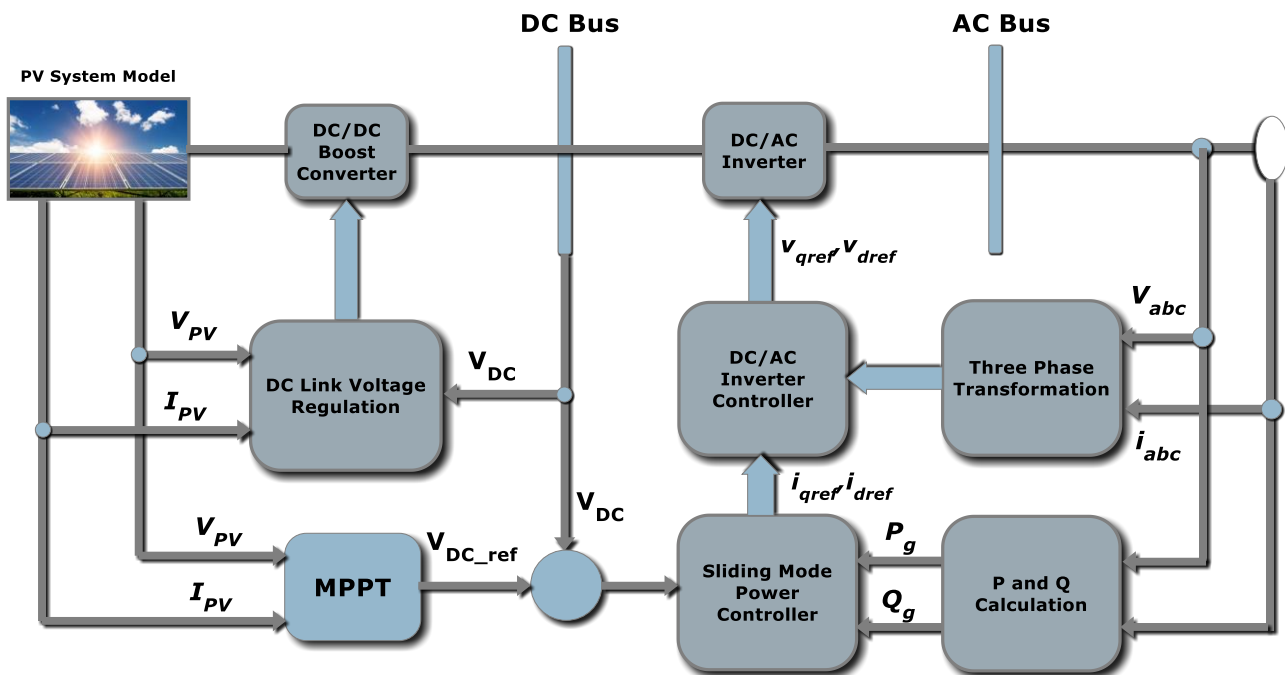 DC Bus
AC Bus
PV System Model
DC/DC
Boost
Converter
DC/AC
Inverter
v_qref,v_dref
V_PV
V_abc
DC Link Voltage
Regulation
V_DC
DC/AC
Inverter
Controller
Three Phase
Transformation
I_PV
i_abc
i_qref,i_dref
V_DC
V_PV
V_DC_ref
P_g
MPPT
Sliding Mode
Power
Controller
P and Q
Calculation
I_PV
Q_g